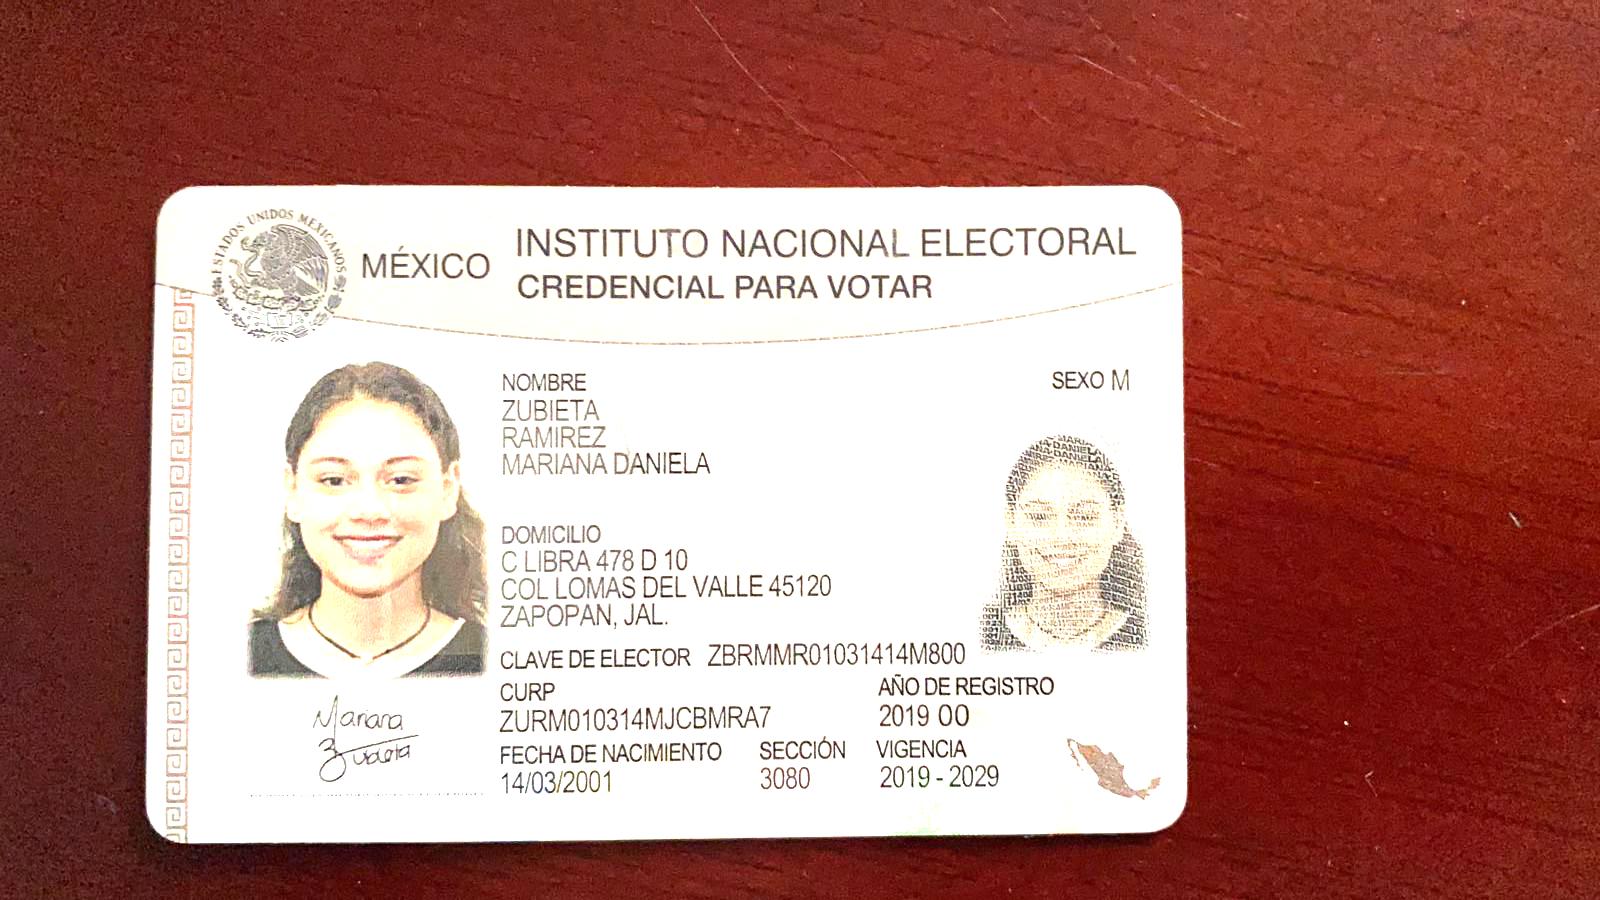 ESTADOS UNIDOS MEXICANOS
MÉXICO
INSTITUTO NACIONAL ELECTORAL
CREDENCIAL PARA VOTAR
NOMBRE
ZUBIETA
RAMIREZ
MARIANA DANIELA
SEXO M
DOMICILIO
C LIBRA 478 D 10
COL LOMAS DEL VALLE 45120
ZAPOPAN, JAL.
CLAVE DE ELECTOR ZBRMMR01031414M800
CURP
ZURM010314MJCBMRA7
AÑO DE REGISTRO
2019 00
FECHA DE NACIMIENTO
14/03/2001
SECCIÓN
3080
VIGENCIA
2019 - 2029
Mariana
Zubieta